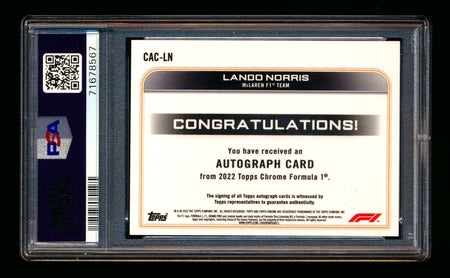 71678567
PSA
CAC-LN
LANDO NORRIS
McLAREN F1® TEAM
CONGRATULATIONS!
You have received an
AUTOGRAPH CARD
from 2022 Topps Chrome Formula 1®.
The signing of all Topps autograph cards is witnessed by
Topps representatives to guarantee authenticity.
Topps
F1